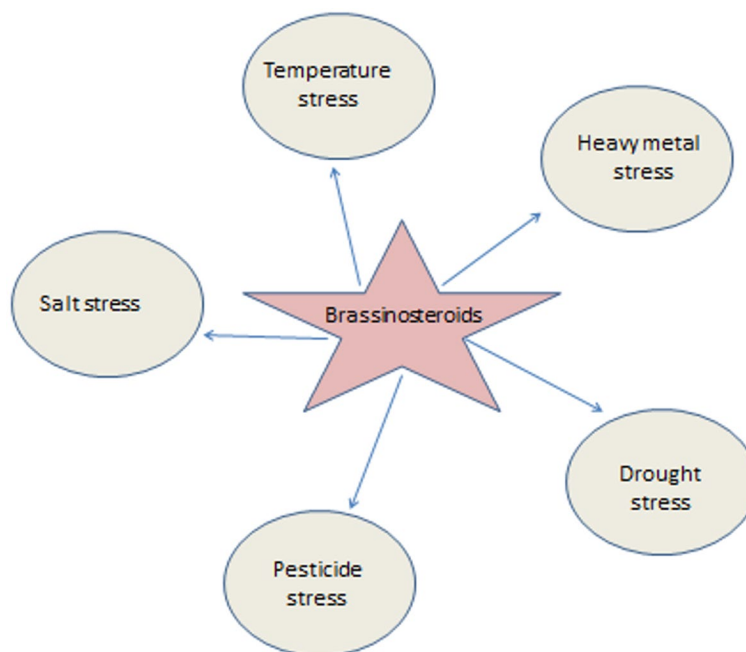 Temperature
stress
Heavy metal
stress
Salt stress
Brassinosteroids
Drought
stress
Pesticide
stress